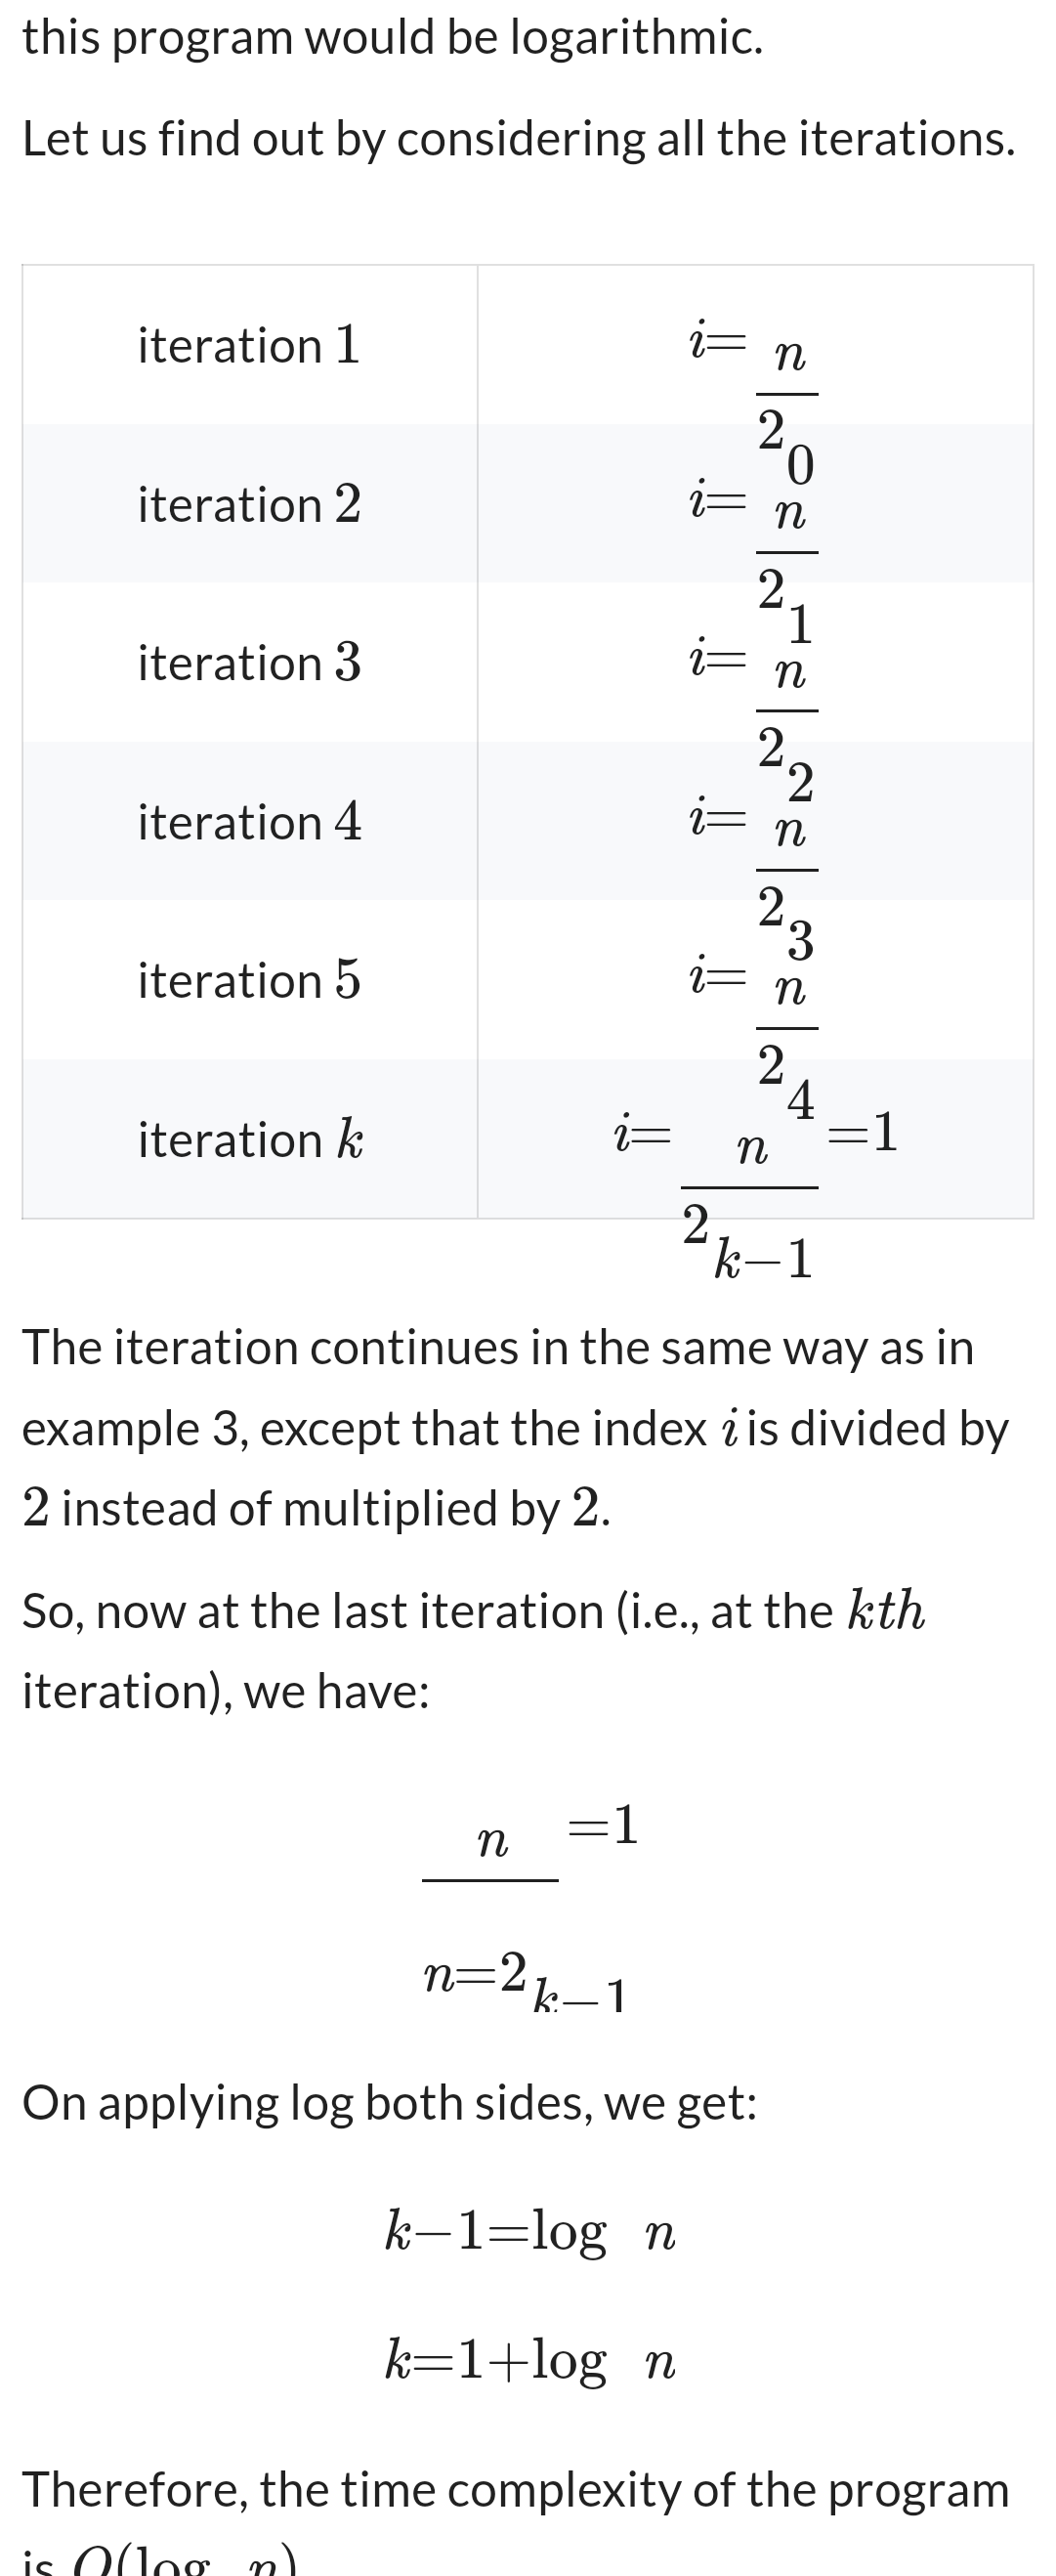 this program would be logarithmic.
Let us find out by considering all the iterations.
iteration 1 i= n/2^0
iteration 2 i= n/2^1
iteration 3 i= n/2^2
iteration 4 i= n/2^3
iteration 5 i= n/2^4
iteration k i= n/2^k−1 =1
The iteration continues in the same way as in
example 3, except that the index i is divided by
2 instead of multiplied by 2.
So, now at the last iteration (i.e., at the kth
iteration), we have:
n =1
n=2 k−1
On applying log both sides, we get:
k−1=log n
k=1+log n
Therefore, the time complexity of the program
is O(log n)